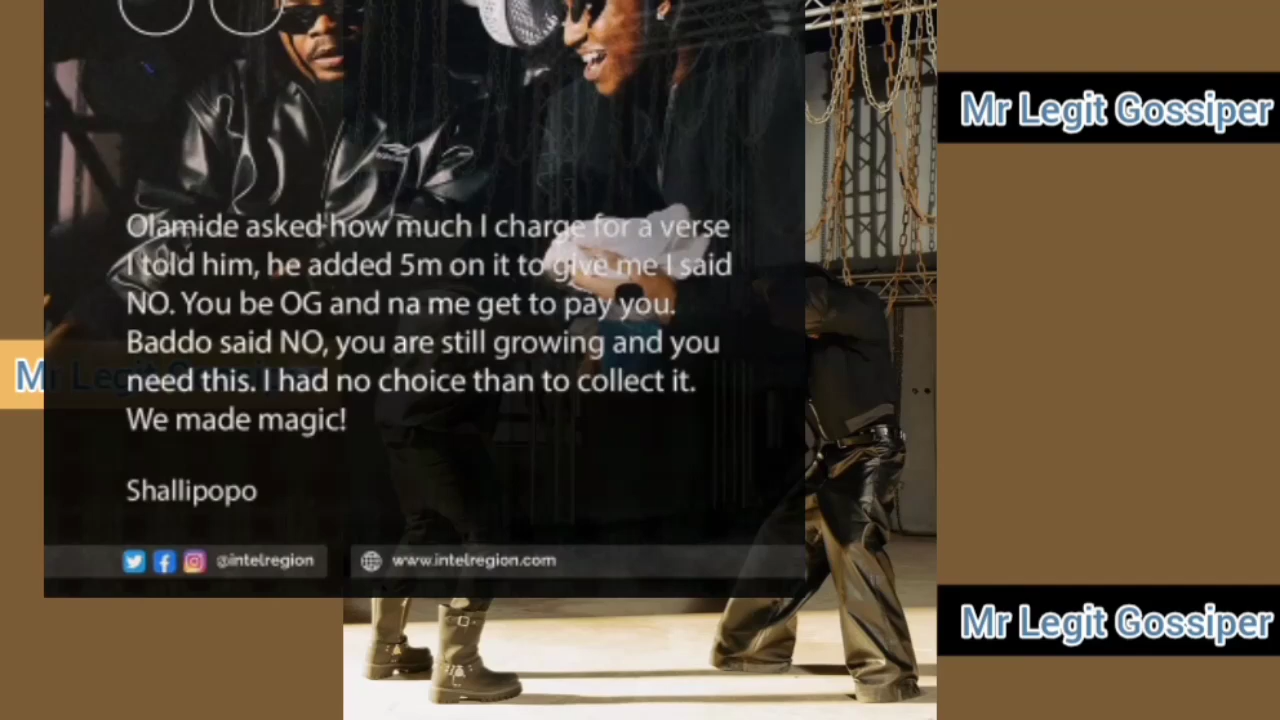 Mr Legit Gossiper
Olamide asked how much I charge for a verse
I told him, he added 5m on it to give me I said
NO. You be OG and na me get to pay you.
Baddo said NO, you are still growing and you
need this. I had no choice than to collect it.
We made magic!
Shallipopo
@intelregion
www.intelregion.com
Mr Legit Gossiper